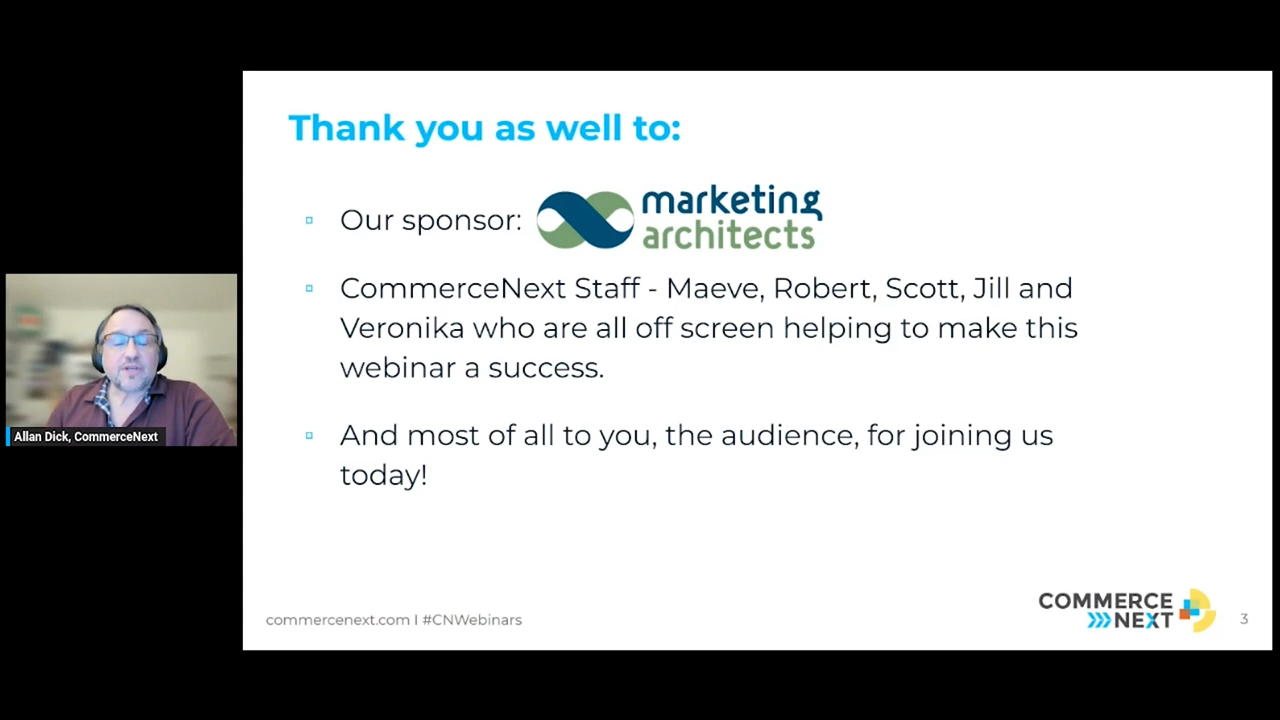 Thank you as well to:
Our sponsor: marketing architects
CommerceNext Staff - Maeve, Robert, Scott, Jill and
Veronika who are all off screen helping to make this
webinar a success.
And most of all to you, the audience, for joining us
today!
Allan Dick, CommerceNext
commercenext.com | #CNWebinars
COMMERCE
NEXT
3